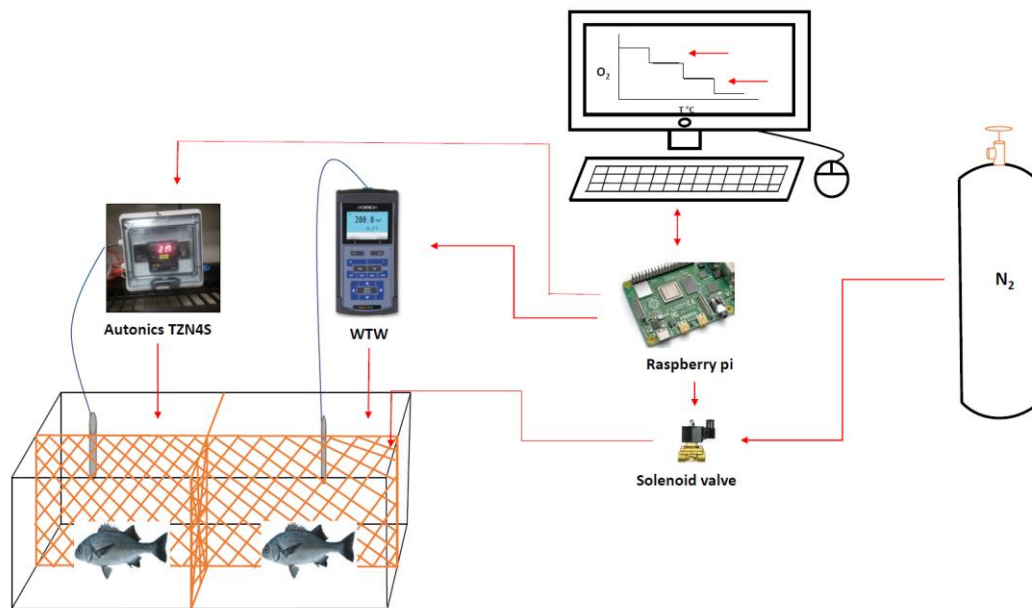 O2
T °C
200.0
Autonics TZN4S
WTW
Raspberry pi
N2
Solenoid valve